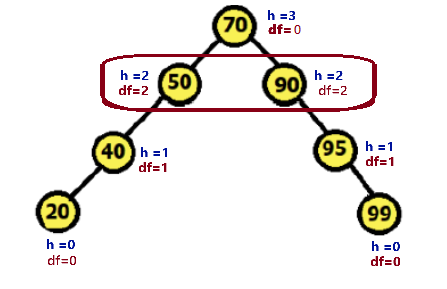 70
h =3
df= 0
h =2
df=2
50
90
h =2
df=2
40
h =1
df=1
95
h =1
df=1
20
99
h =0
df=0
h =0
df=0